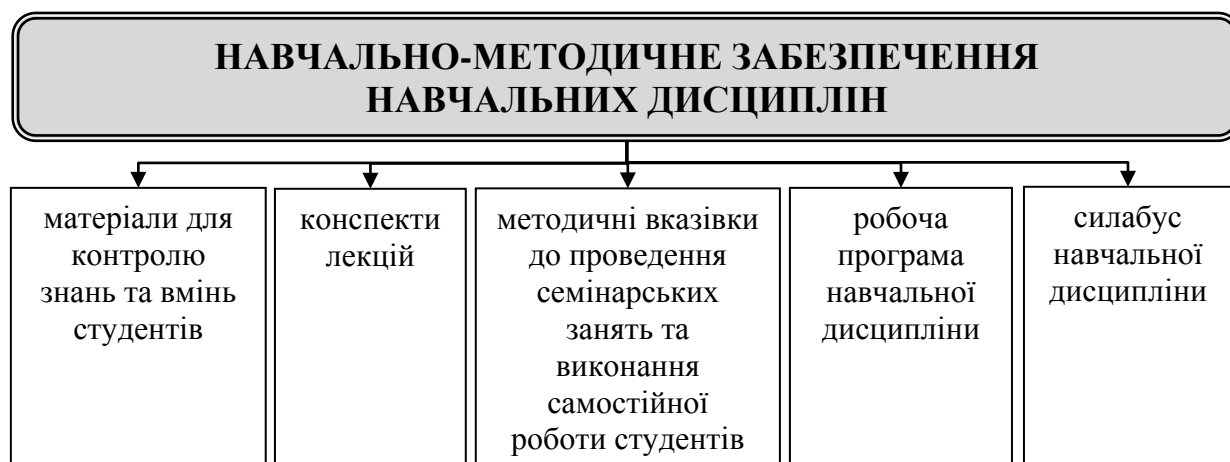 НАВЧАЛЬНО-МЕТОДИЧНЕ ЗАБЕЗПЕЧЕННЯ
НАВЧАЛЬНИХ ДИСЦИПЛІН
матеріали для
контролю
знань та вмінь
студентів
конспекти
лекцій
методичні вказівки
до проведення
семінарських
занять та
виконання
самостійної
роботи студентів
робоча
програма
навчальної
дисципліни
силабус
навчальної
дисципліни